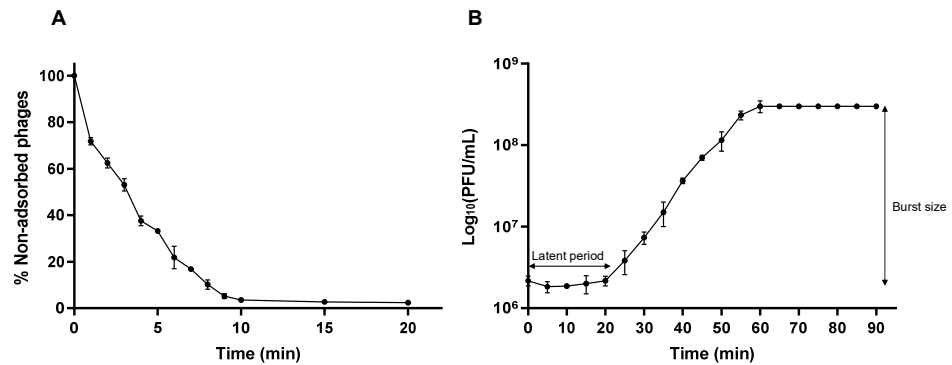 A
% Non-adsorbed phages
100
80
60
40
20
0
0 5 10 15 20
Time (min)
B
Log₁₀(PFU/mL)
10⁹
10⁸
10⁷
10⁶
Latent period
Burst size
0 10 20 30 40 50 60 70 80 90
Time (min)